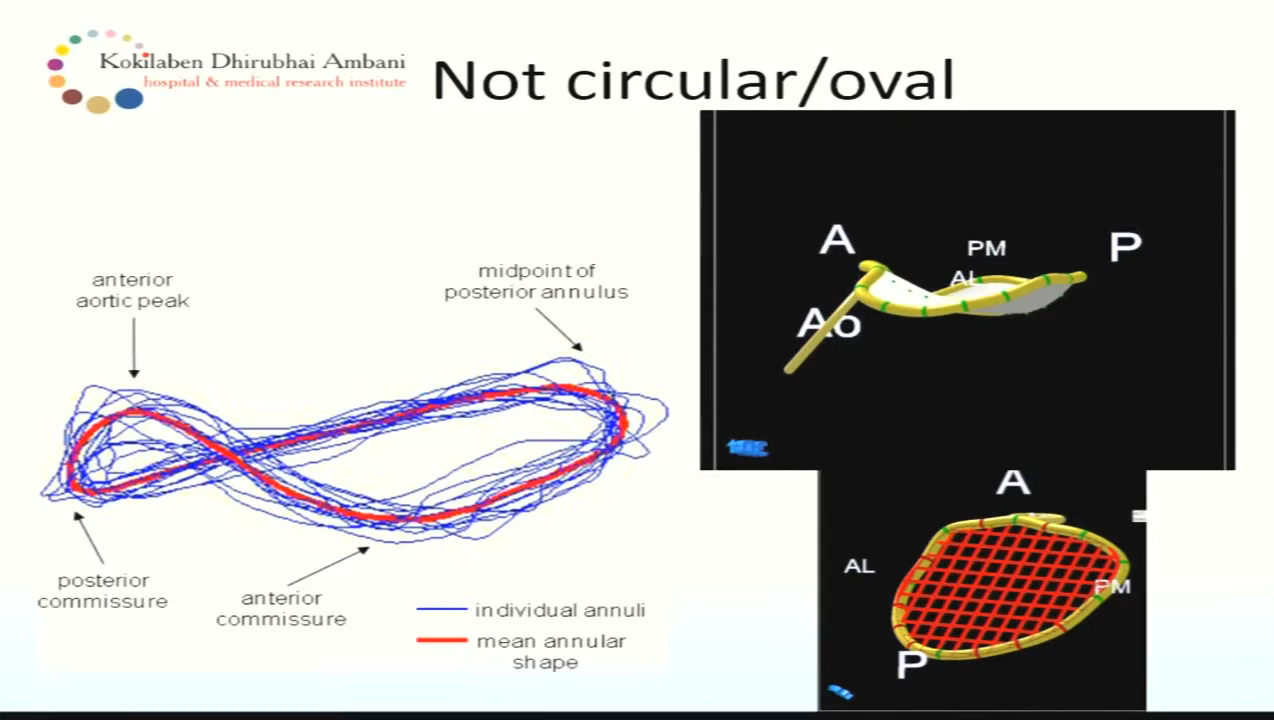 Kokilaben Dhirubhai Ambani
hospital & medical research institute
Not circular/oval
anterior
aortic peak
midpoint of
posterior annulus
posterior
commissure
anterior
commissure
individual annuli
mean annular
shape
A
PM
P
AL
Ao
A
AL
PM
P